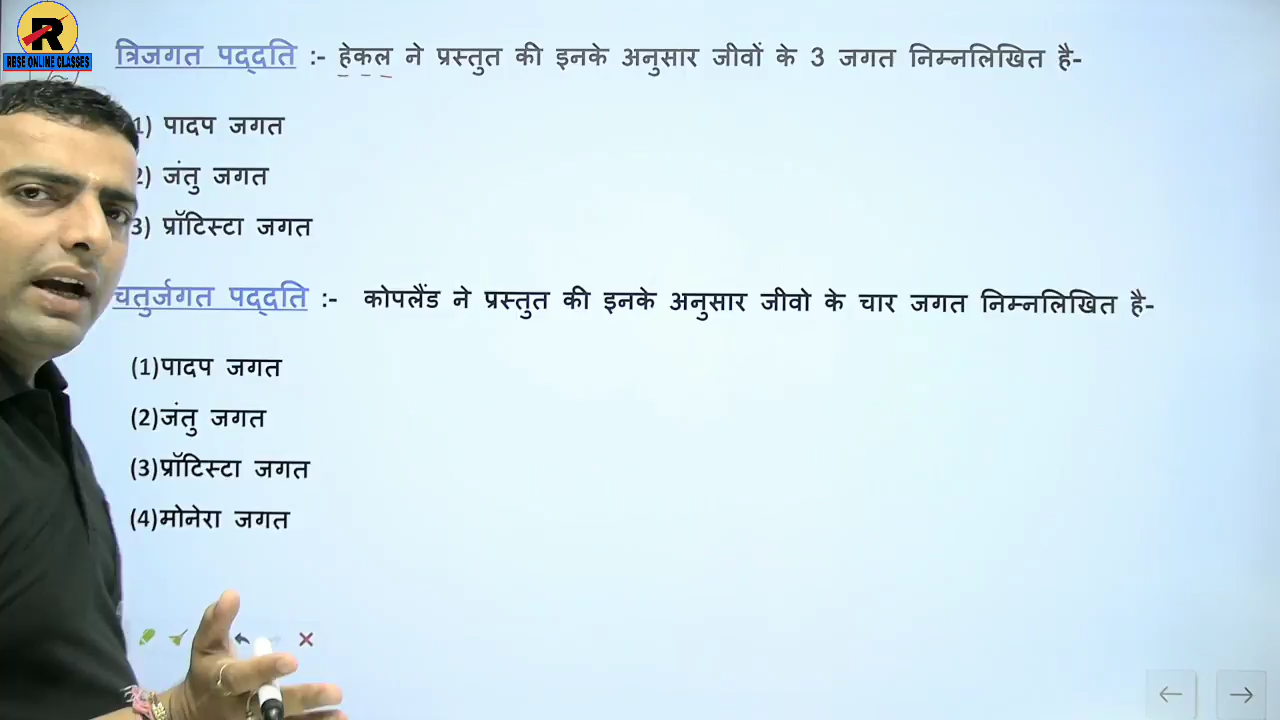 R
RBSE ONLINE CLASSES
त्रिजगत पद्दति :- हेकल ने प्रस्तुत की इनके अनुसार जीवों के 3 जगत निम्नलिखित है-
1) पादप जगत
2) जंतु जगत
3) प्रॉटिस्टा जगत
चतुर्जगत पद्दति :- कोपलैंड ने प्रस्तुत की इनके अनुसार जीवो के चार जगत निम्नलिखित है-
(1)पादप जगत
(2)जंतु जगत
(3)प्रॉटिस्टा जगत
(4)मोनेरा जगत